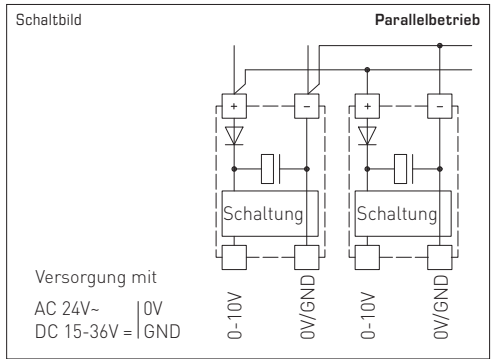 Schaltbild
Parallelbetrieb
+
−
+
−
Schaltung
Schaltung
Versorgung mit
AC 24V~ | 0V
DC 15-36V = | GND
0-10V
0V/GND
0-10V
0V/GND